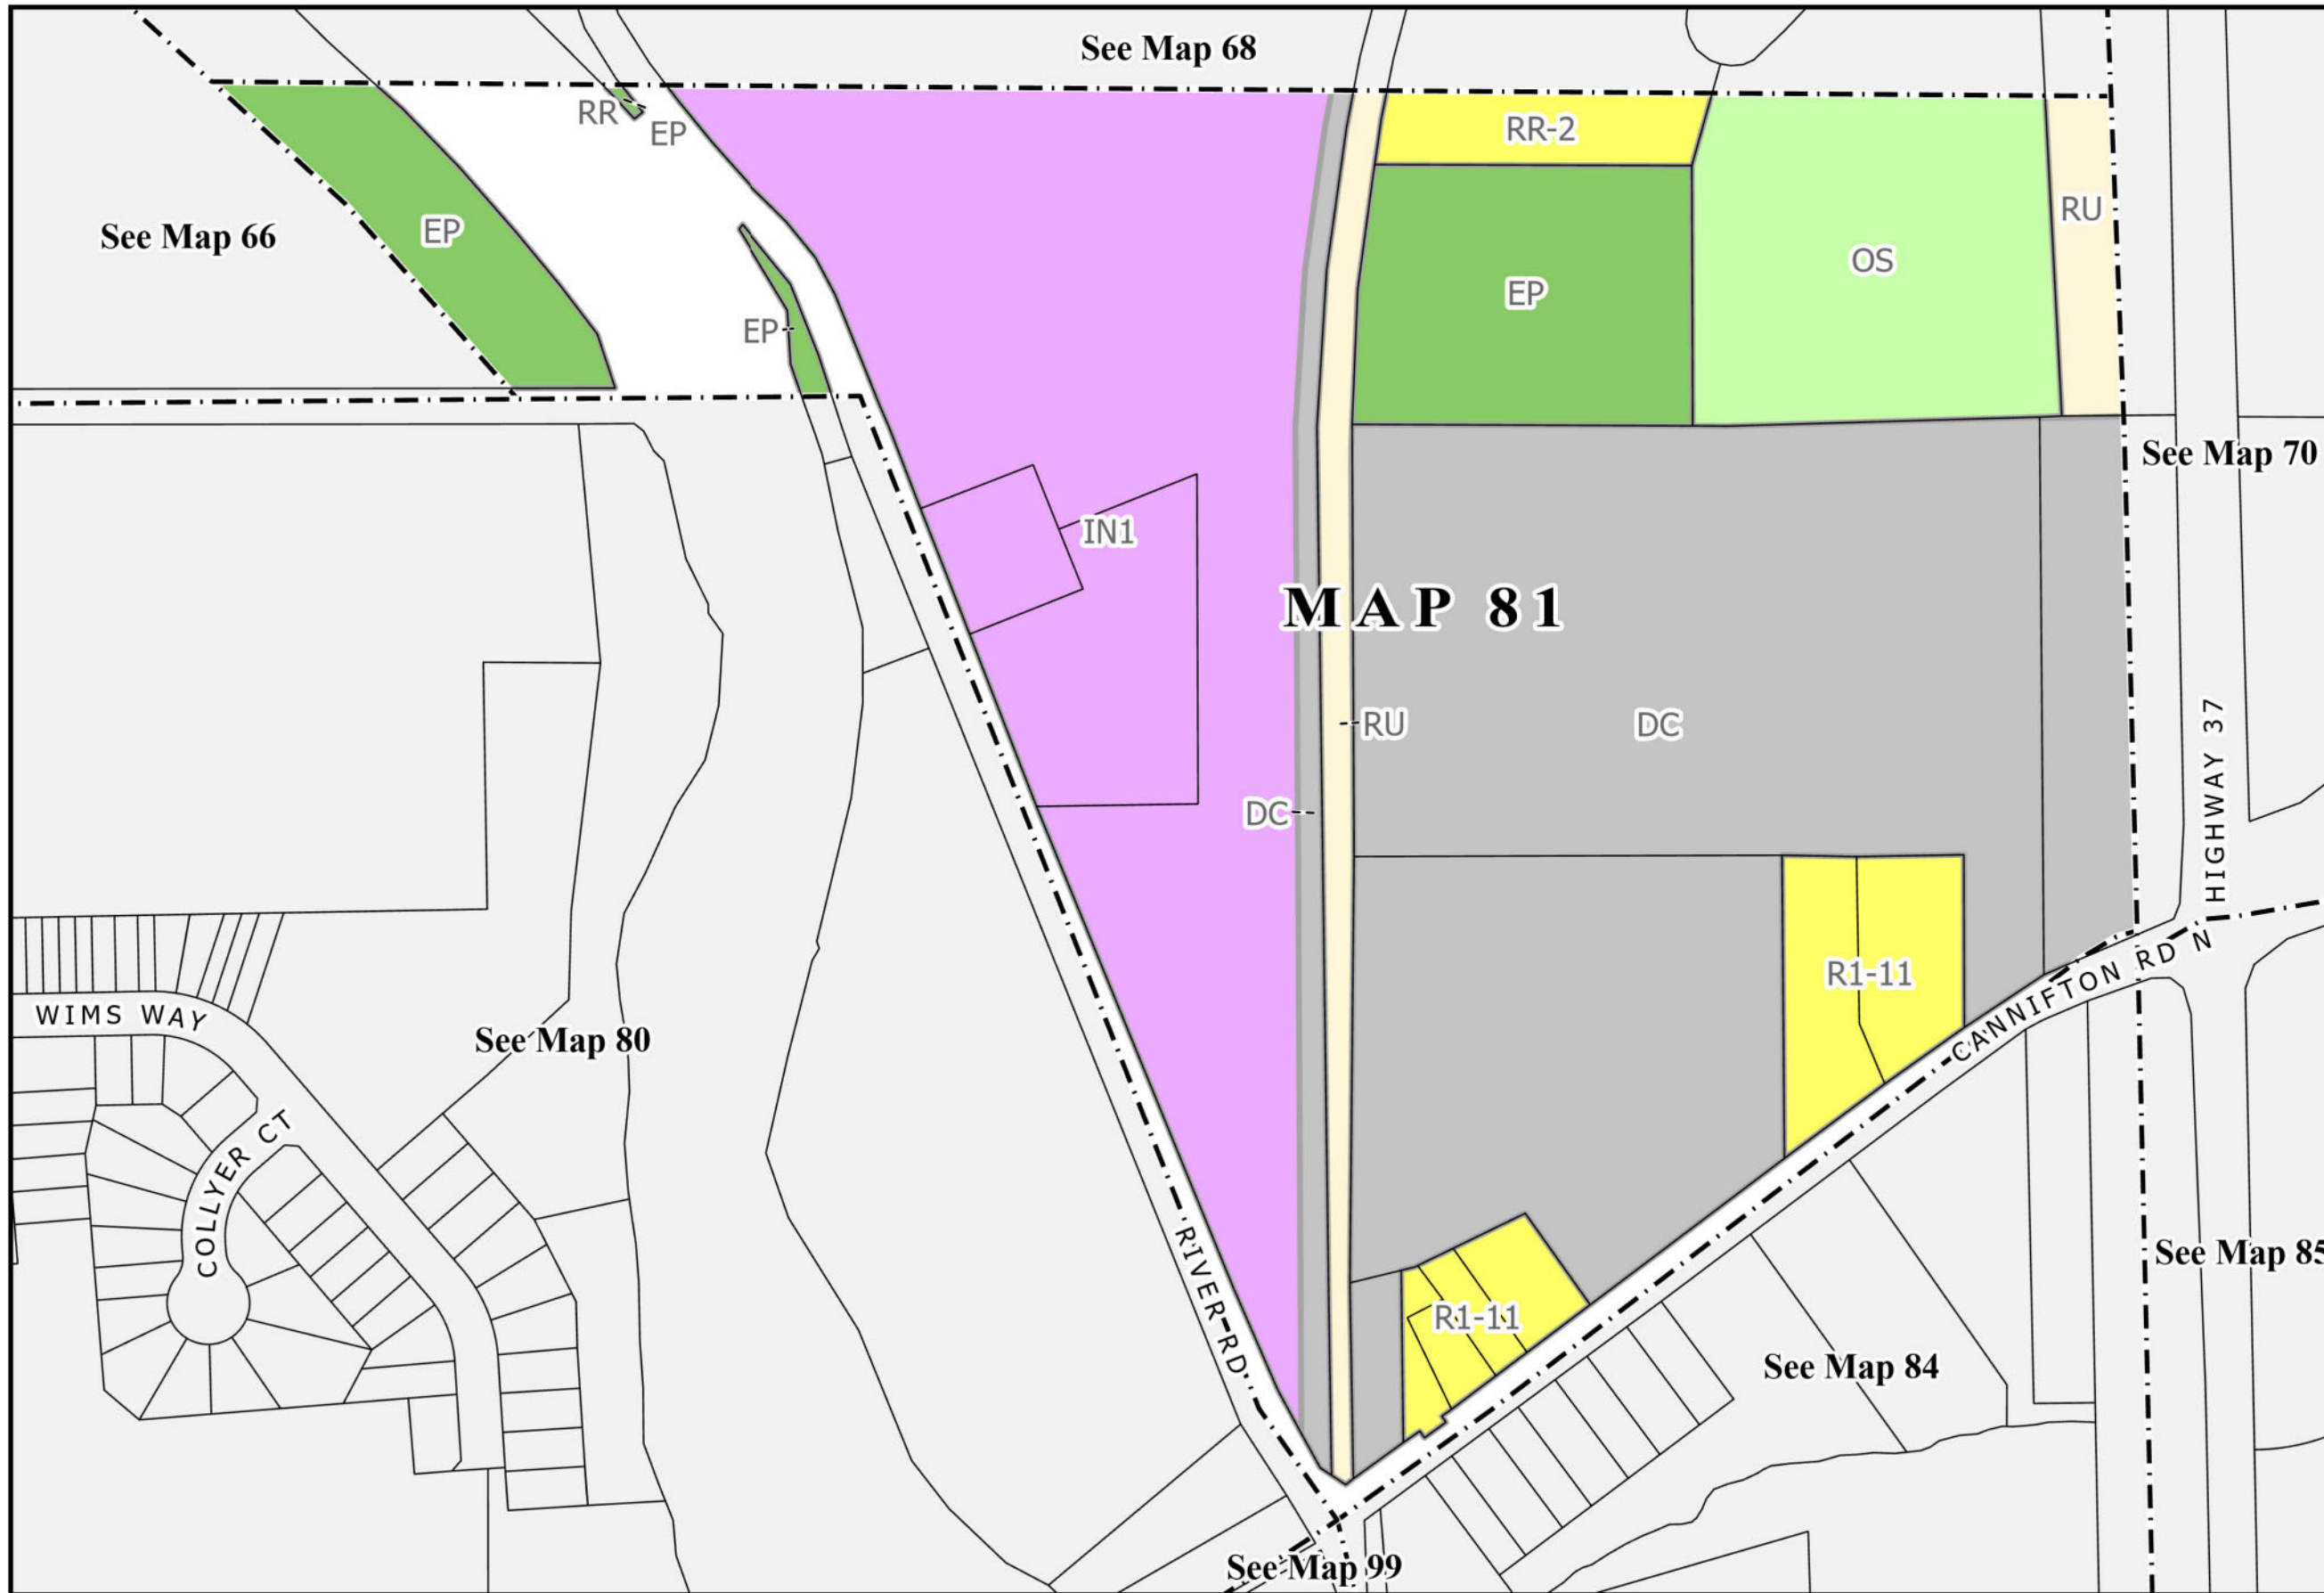 See Map 68
RR
EP
RR-2
RU
See Map 66
EP
OS
EP
EP
See Map 70
IN1
MAP 81
RU
DC
HIGHWAY 37
DC
R1-11
CANNIFTON RD N
WIMS WAY
See Map 80
COLLYER CT
RIVER RD
See Map 85
R1-11
See Map 84
See Map 99